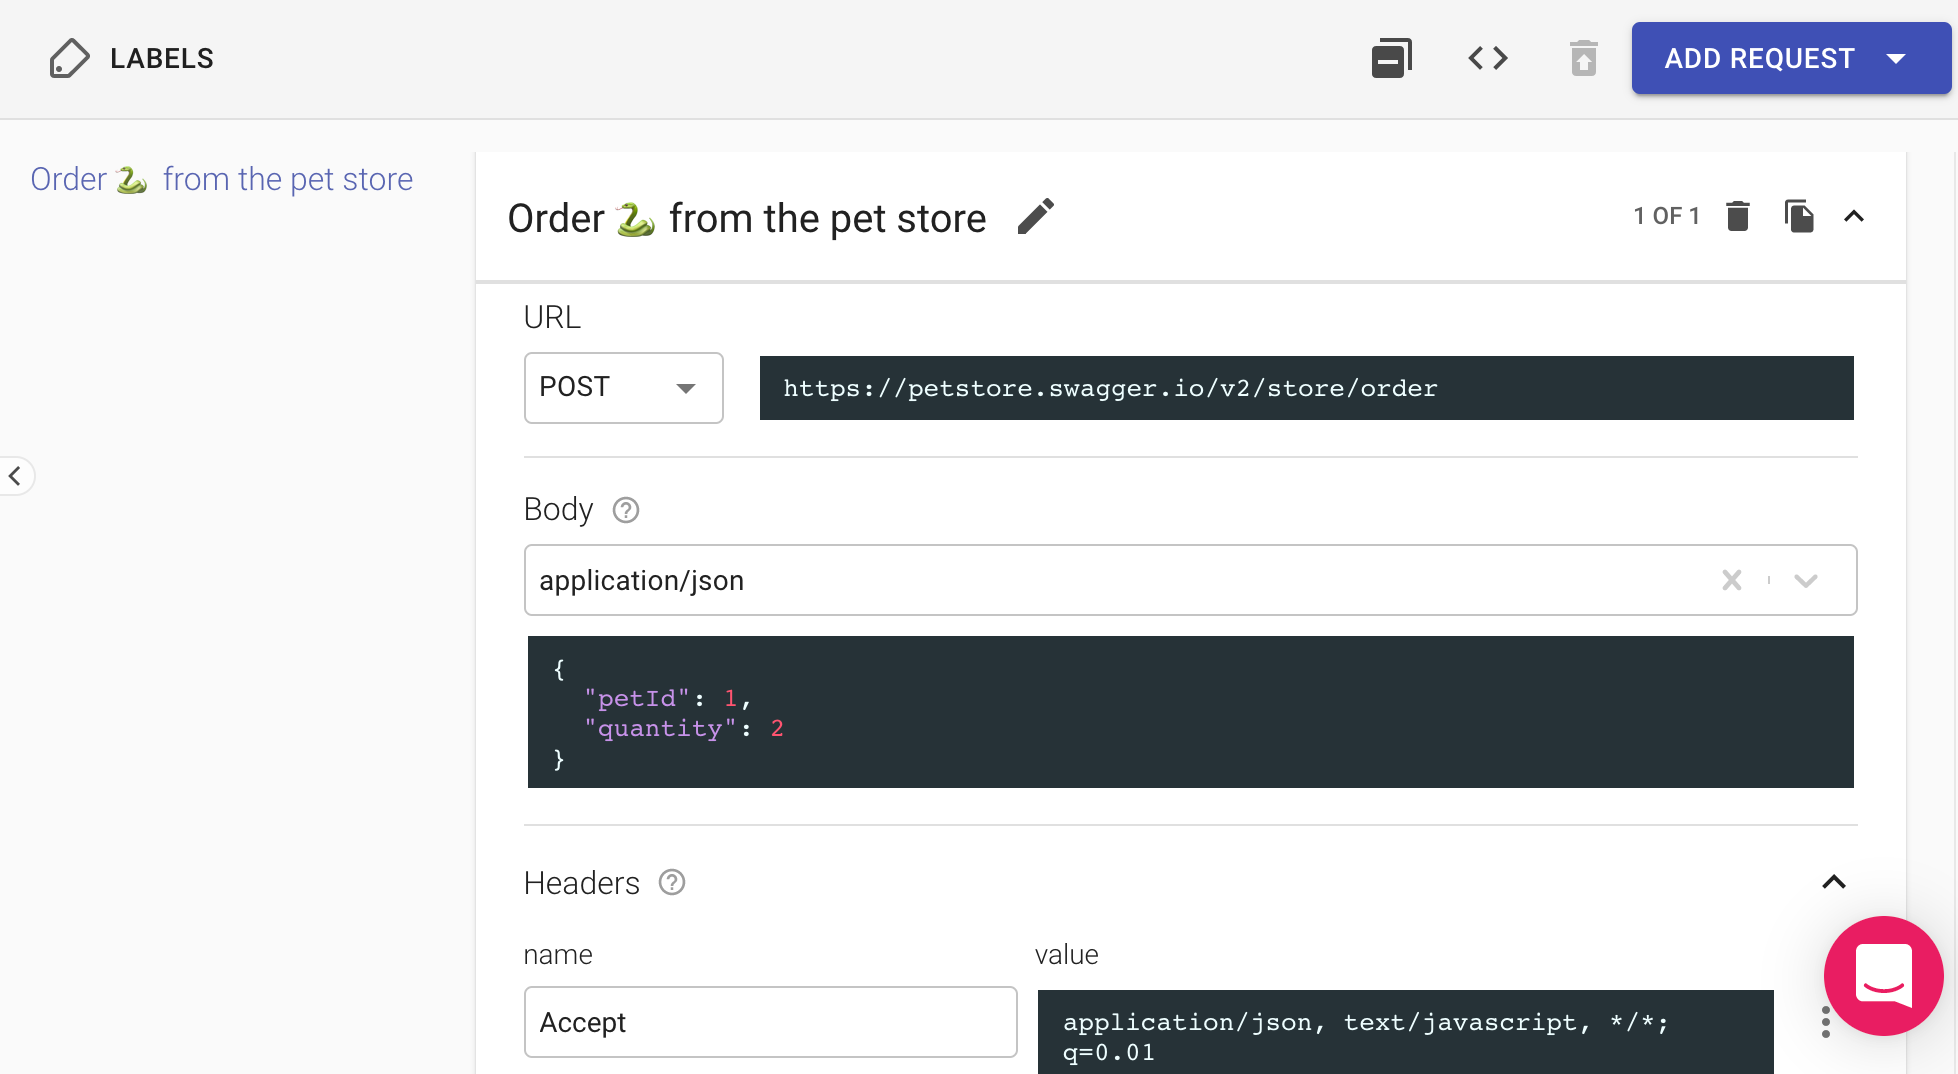 LABELS
ADD REQUEST
Order 🐍 from the pet store
Order 🐍 from the pet store
1 OF 1
URL
POST
https://petstore.swagger.io/v2/store/order
Body
application/json
{
  "petId": 1,
  "quantity": 2
}
Headers
name
value
Accept
application/json, text/javascript, */*;
q=0.01